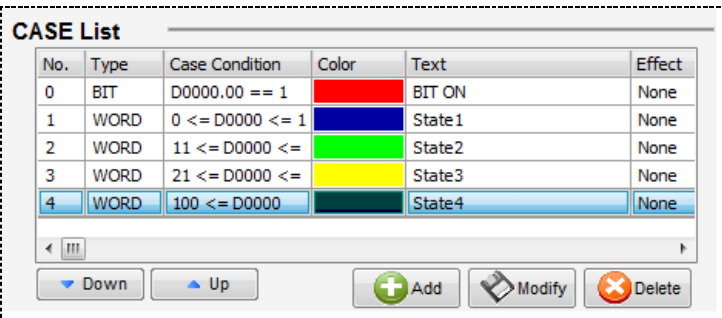 CASE List
No. Type Case Condition Color Text Effect
0 BIT D0000.00 == 1 BIT ON None
1 WORD 0 <= D0000 <= 1 State1 None
2 WORD 11 <= D0000 <= State2 None
3 WORD 21 <= D0000 <= State3 None
4 WORD 100 <= D0000 State4 None
Down Up Add Modify Delete